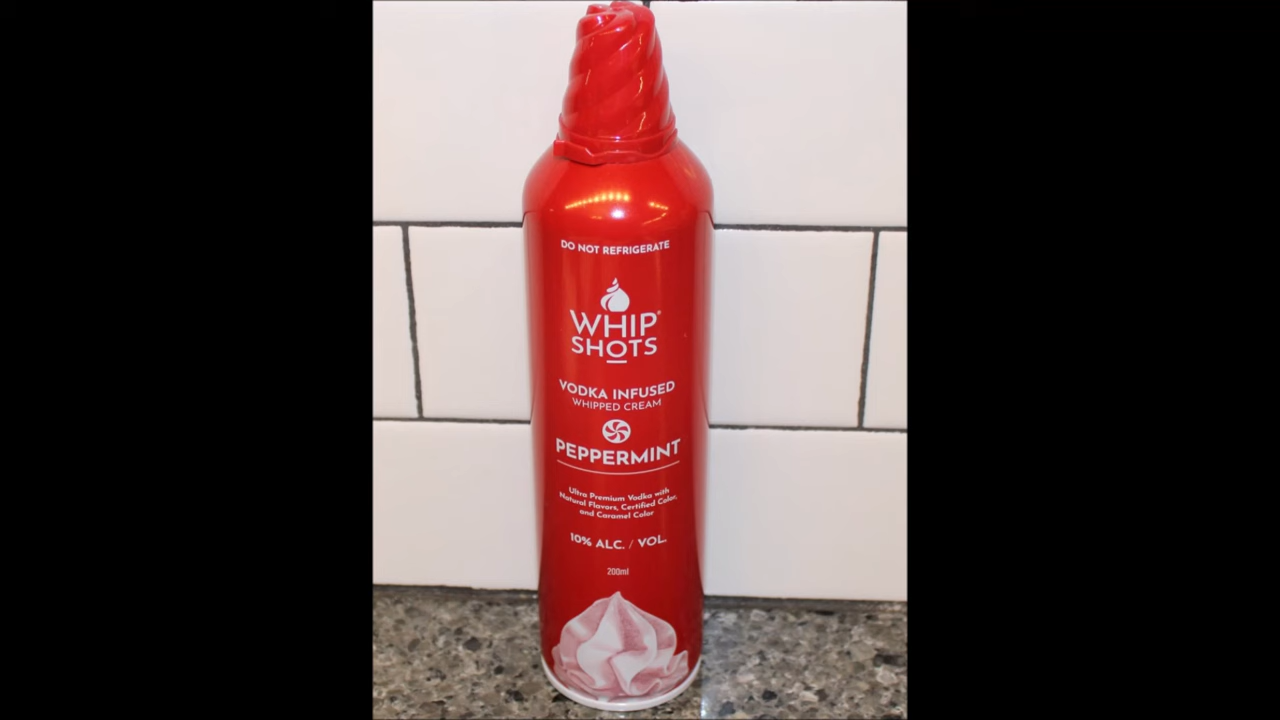 DO NOT REFRIGERATE
WHIP®
SHOTS
VODKA INFUSED
WHIPPED CREAM
PEPPERMINT
Ultra Premium Vodka with
Natural Flavors, Certified Color,
and Caramel Color
10% ALC. / VOL.
200ml